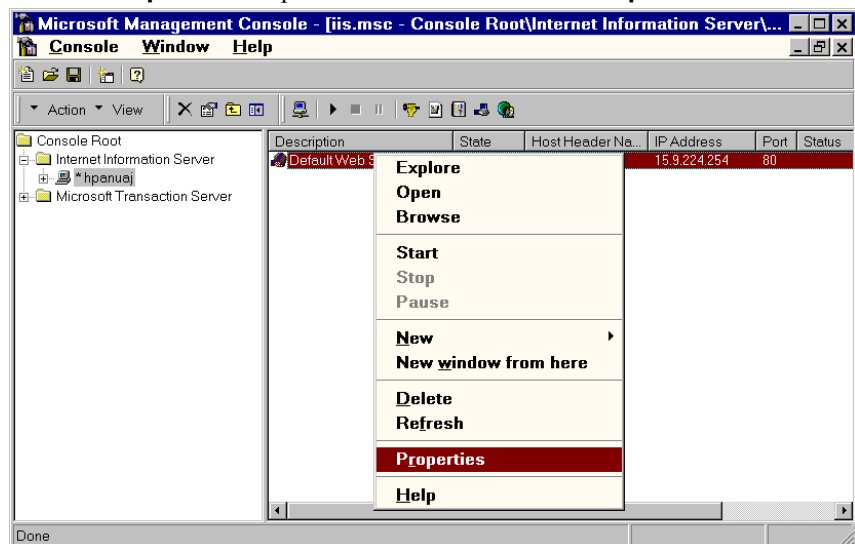 Microsoft Management Console - [iis.msc - Console Root\Internet Information Server\...
Console Window Help
Action View
Console Root
Internet Information Server
* hpanuaj
Microsoft Transaction Server
Description State Host Header Na... IP Address Port Status
Default Web S 15.9.224.254 80
Explore
Open
Browse
Start
Stop
Pause
New
New window from here
Delete
Refresh
Properties
Help
Done